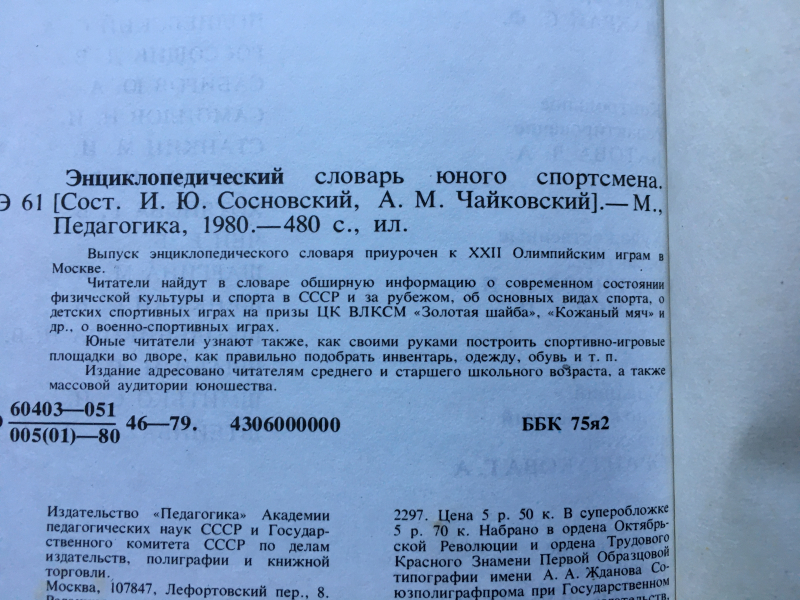 Энциклопедический словарь юного спортсмена.
Э 61 [Сост. И. Ю. Сосновский, А. М. Чайковский].— М.,
Педагогика, 1980.— 480 с., ил.
Выпуск энциклопедического словаря приурочен к XXII Олимпийским играм в
Москве.
Читатели найдут в словаре обширную информацию о современном состоянии
физической культуры и спорта в СССР и за рубежом, об основных видах спорта, о
детских спортивных играх на призы ЦК ВЛКСМ «Золотая шайба», «Кожаный мяч» и
др., о военно-спортивных играх.
Юные читатели узнают также, как своими руками построить спортивно-игровые
площадки во дворе, как правильно подобрать инвентарь, одежду, обувь и т. п.
Издание адресовано читателям среднего и старшего школьного возраста, а также
массовой аудитории юношества.
60403—051
005(01)—80 46—79. 4306000000 ББК 75я2
Издательство «Педагогика» Академии
педагогических наук СССР и Государ-
ственного комитета СССР по делам
издательств, полиграфии и книжной
торговли.
Москва, 107847, Лефортовский пер., 8.
2297. Цена 5 р. 50 к. В суперобложке
5 р. 70 к. Набрано в ордена Октябрь-
ской Революции и ордена Трудового
Красного Знамени Первой Образцовой
типографии имени А. А. Жданова Со-
юзполиграфпрома при Государственном